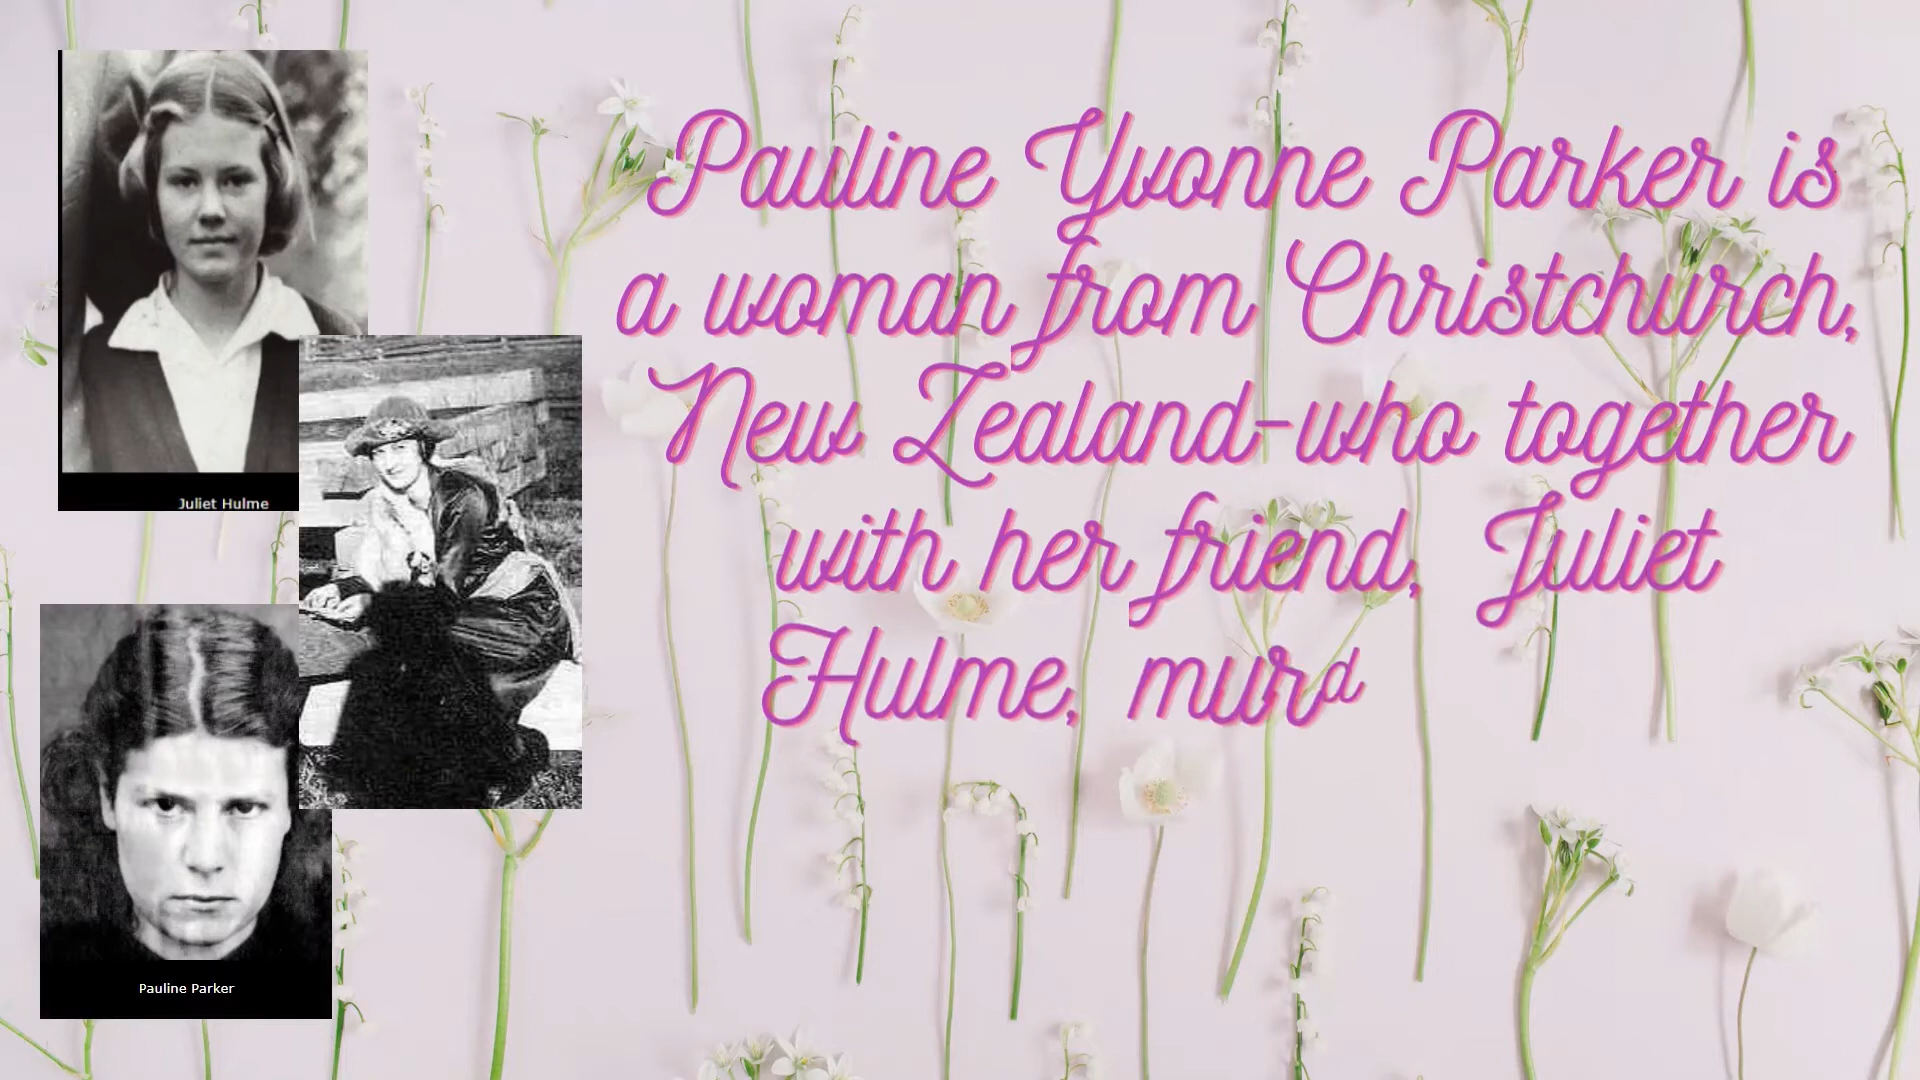 Pauline Yvonne Parker is
a woman from Christchurch,
New Zealand-who together
with her friend, Juliet
Hulme, murd
Juliet Hulme
Pauline Parker